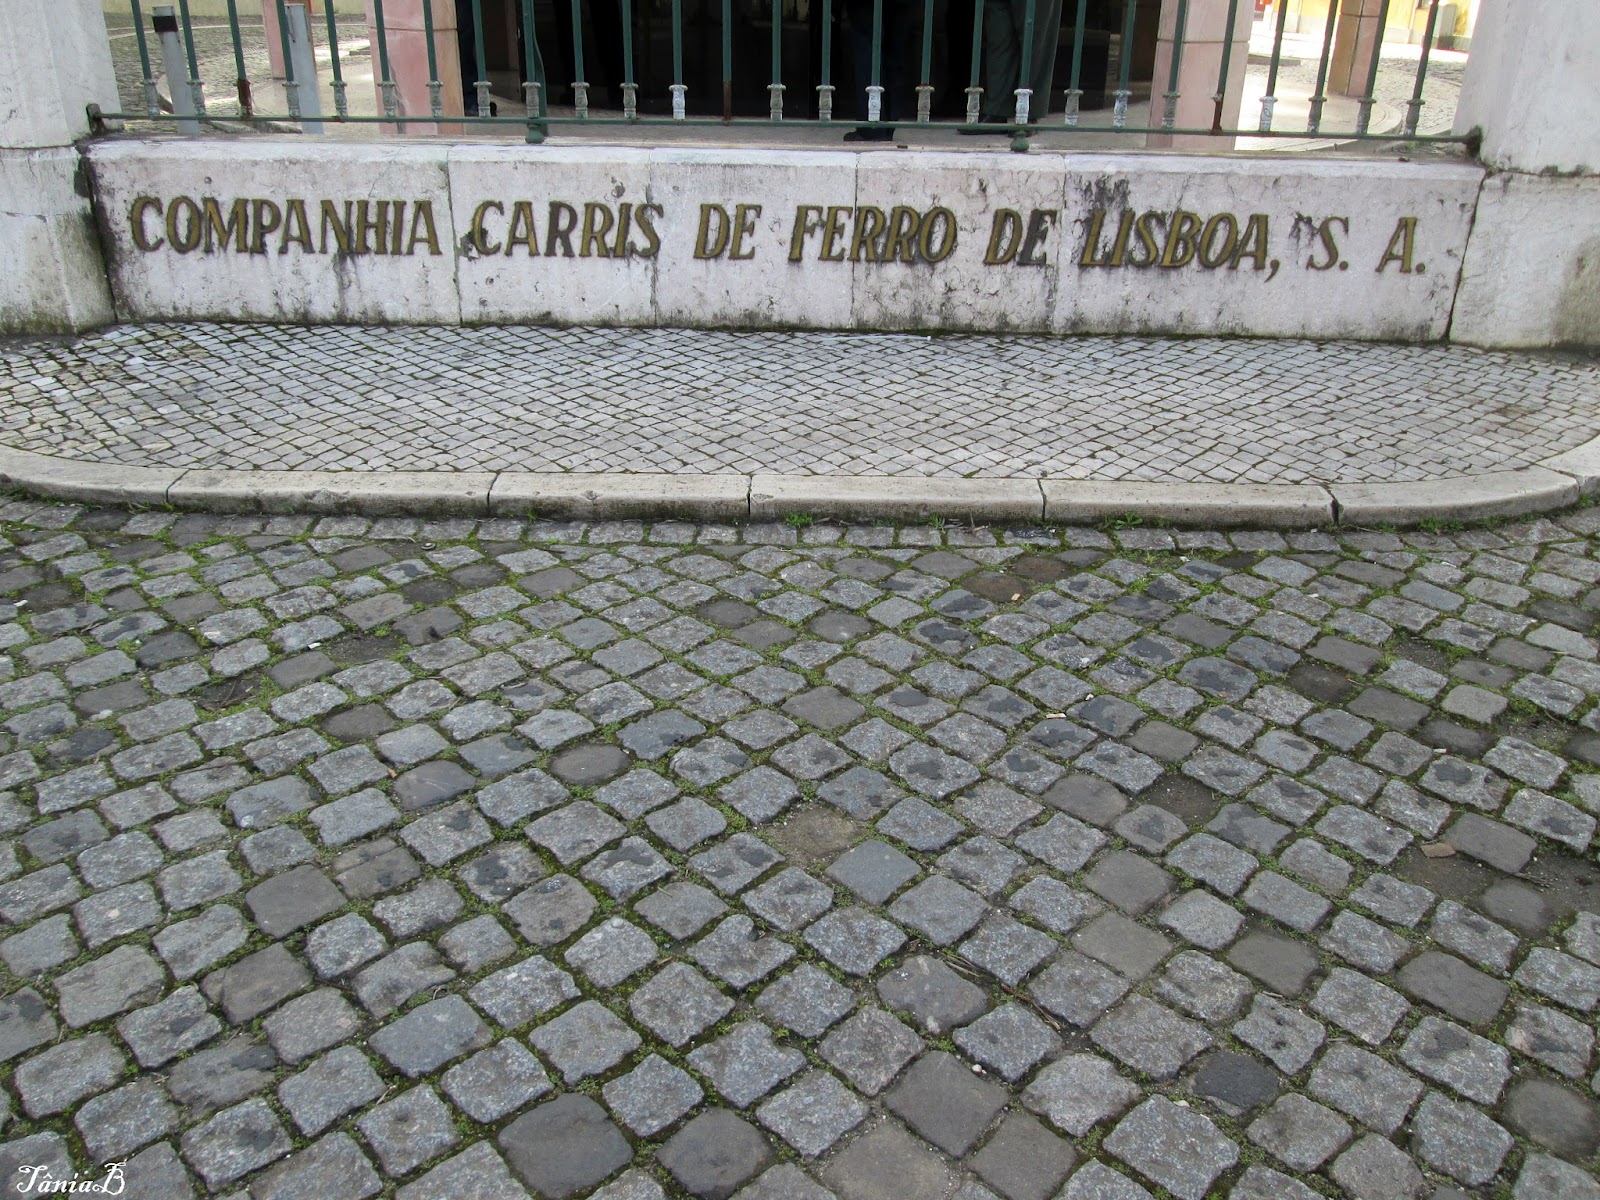 COMPANHIA CARRIS DE FERRO DE LISBOA, S. A.
TâniaB